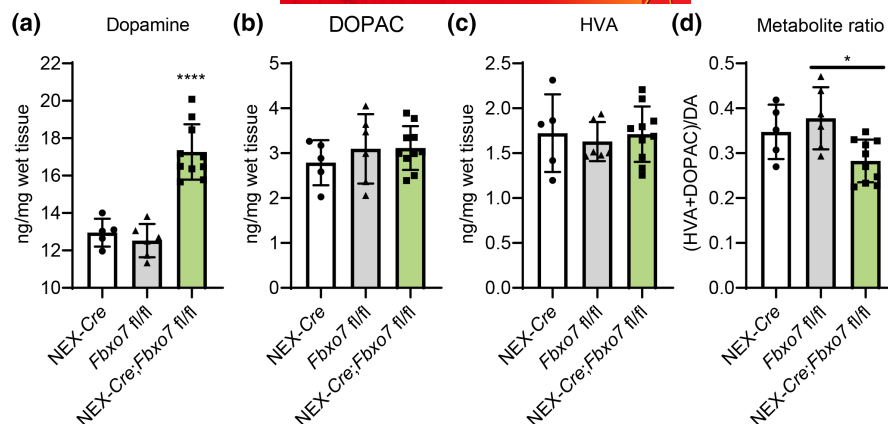 (a) Dopamine
ng/mg wet tissue
22
20
18
16
14
12
10
****
NEX-Cre
Fbxo7 fl/fl
NEX-Cre;Fbxo7 fl/fl
(b) DOPAC
ng/mg wet tissue
5
4
3
2
1
0
NEX-Cre
Fbxo7 fl/fl
NEX-Cre;Fbxo7 fl/fl
(c) HVA
ng/mg wet tissue
2.5
2.0
1.5
1.0
0.5
0.0
NEX-Cre
Fbxo7 fl/fl
NEX-Cre;Fbxo7 fl/fl
(d) Metabolite ratio
(HVA+DOPAC)/DA
0.5
0.4
0.3
0.2
0.1
0.0
*
NEX-Cre
Fbxo7 fl/fl
NEX-Cre;Fbxo7 fl/fl